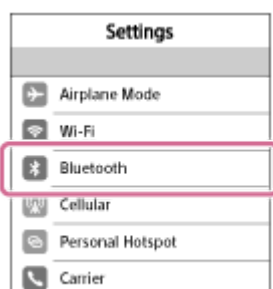 Settings
Airplane Mode
Wi-Fi
Bluetooth
Cellular
Personal Hotspot
Carrier